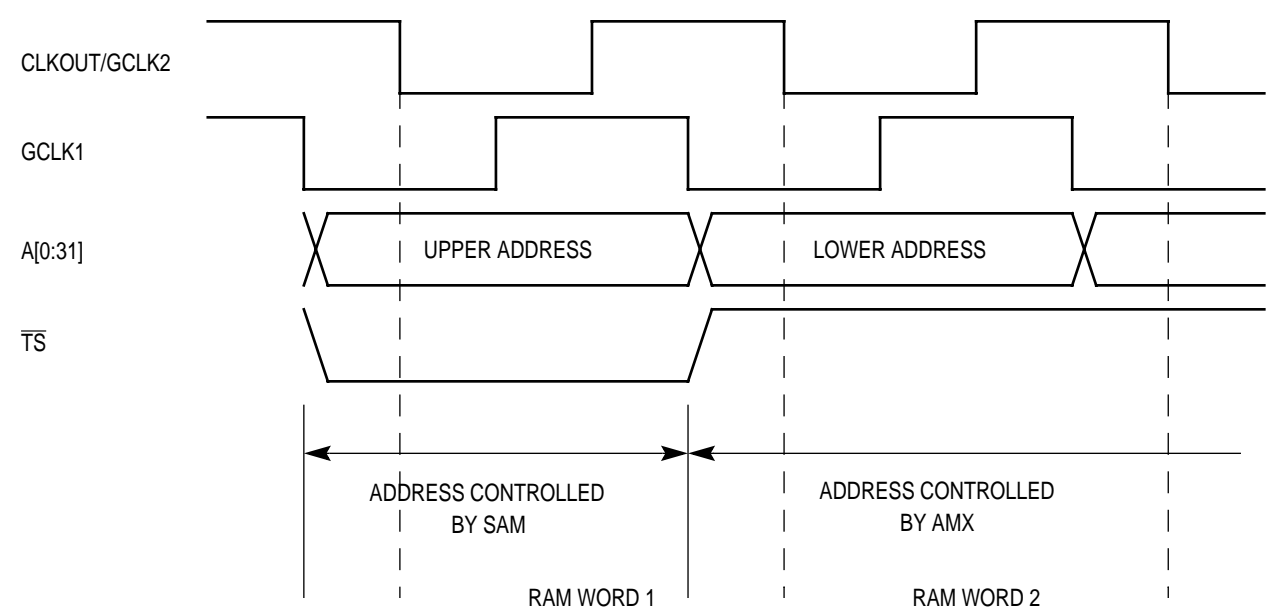 CLKOUT/GCLK2
GCLK1
A[0:31]
UPPER ADDRESS
LOWER ADDRESS
T̅S̅
ADDRESS CONTROLLED
BY SAM
ADDRESS CONTROLLED
BY AMX
RAM WORD 1
RAM WORD 2